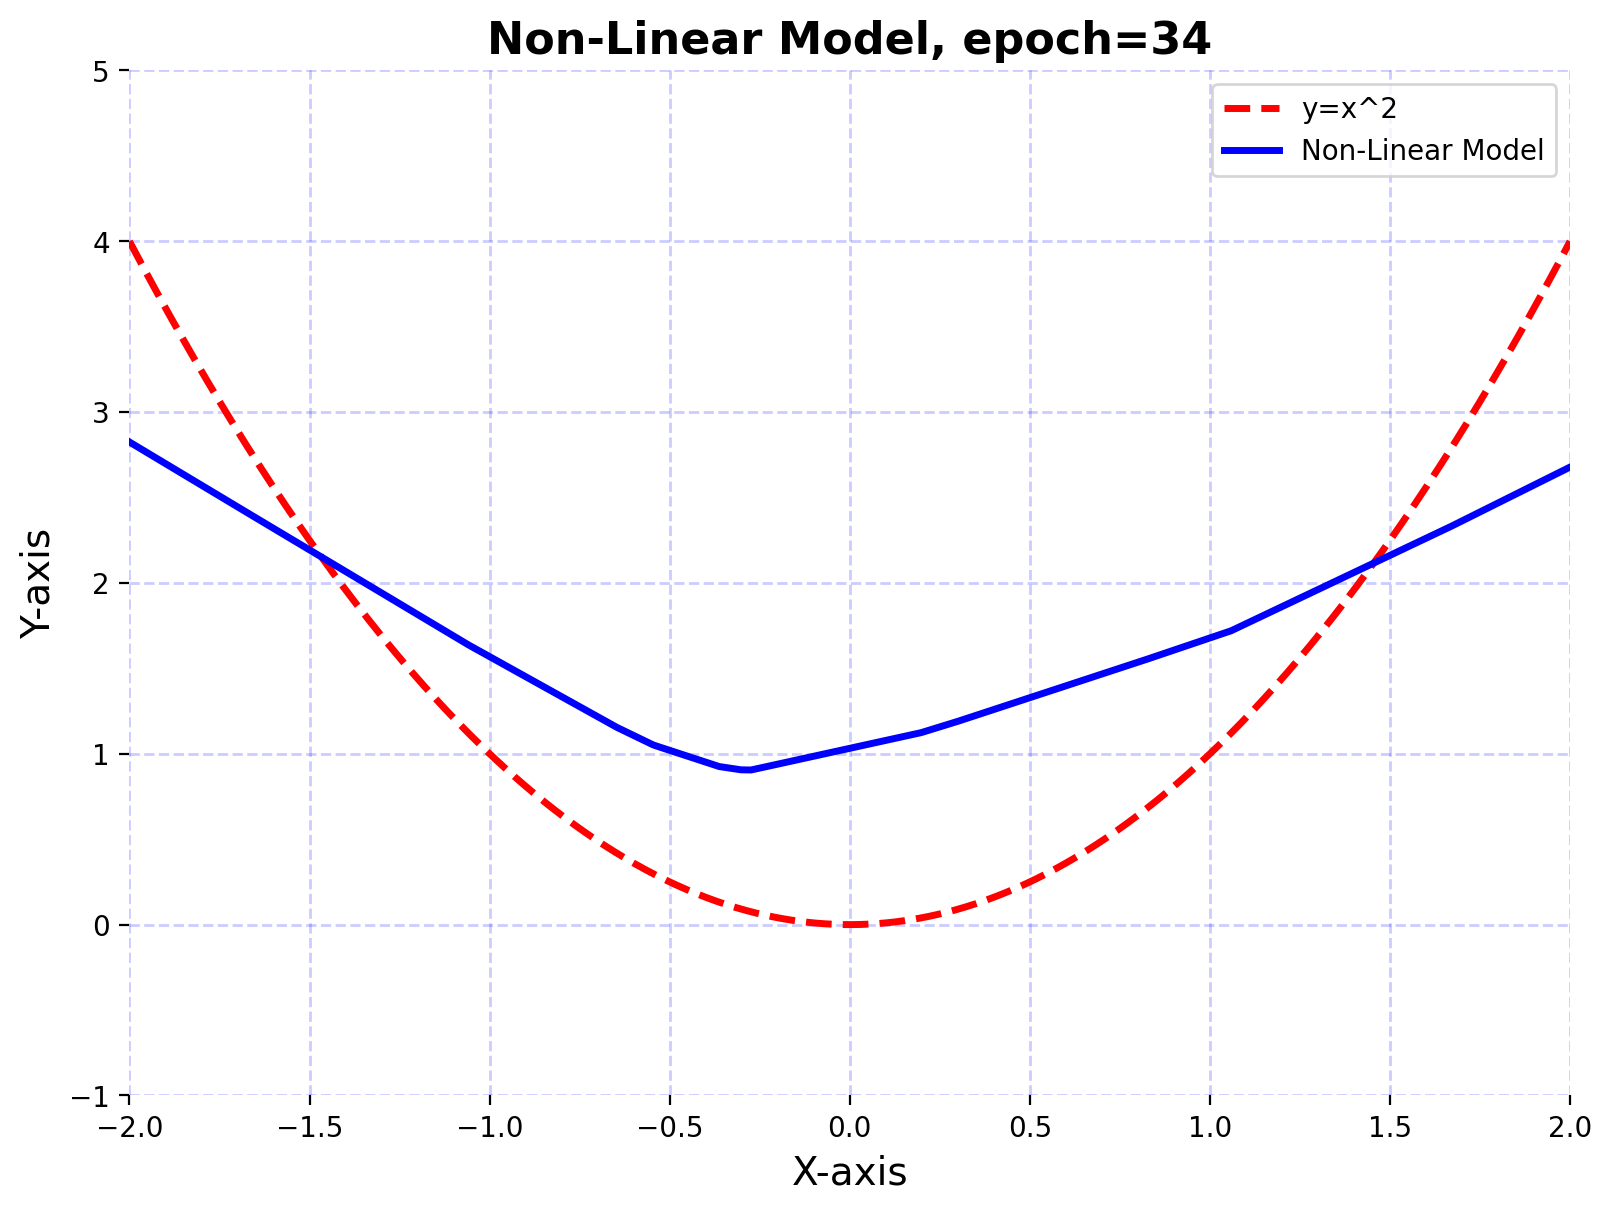 Non-Linear Model, epoch=34
y=x^2
Non-Linear Model
5
4
3
2
1
0
−1
Y-axis
−2.0 −1.5 −1.0 −0.5 0.0 0.5 1.0 1.5 2.0
X-axis